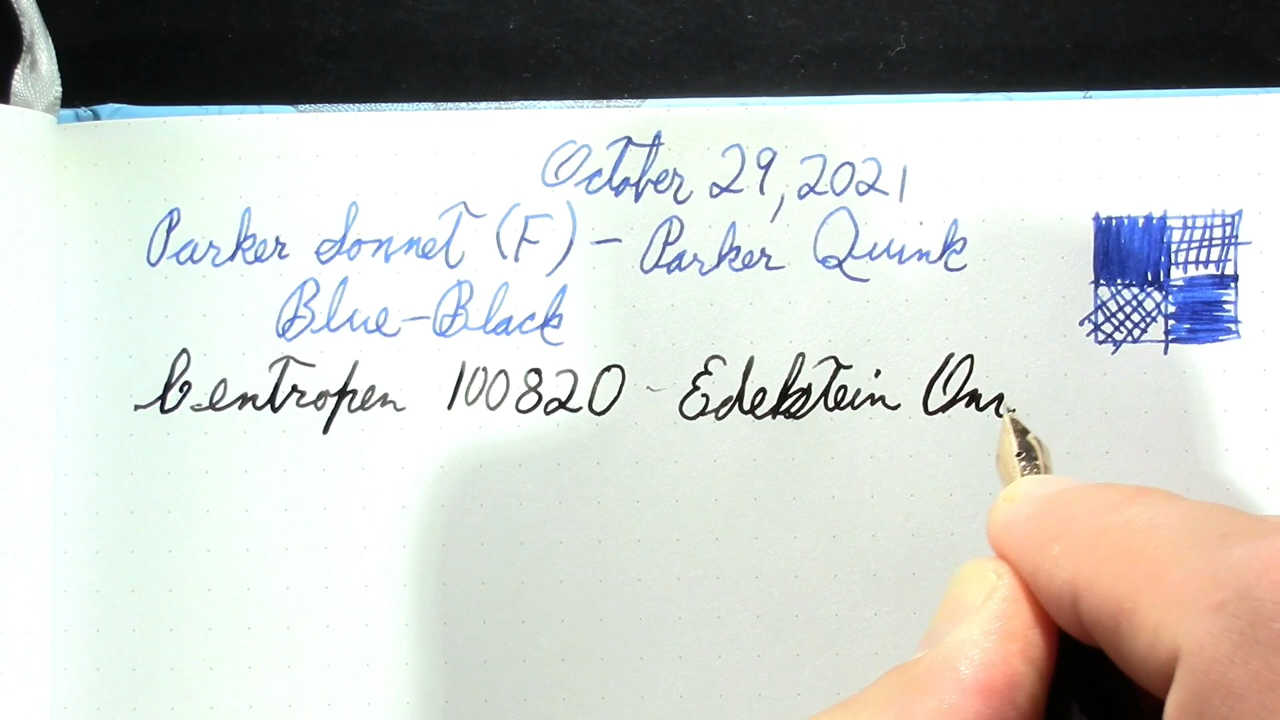 October 29, 2021
Parker Sonnet (F) - Parker Quink
Blue-Black
Centropen 100820 - Edelstein On